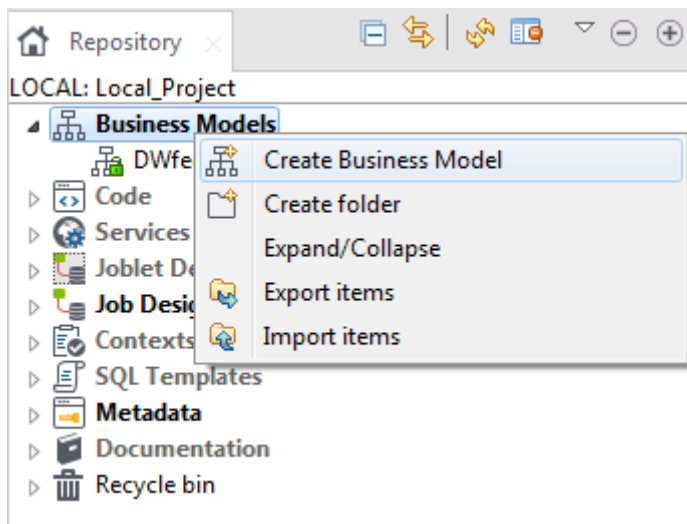 Repository
LOCAL: Local_Project
Business Models
DWfe
Create Business Model
Code
Create folder
Services
Expand/Collapse
Joblet De
Export items
Job Desig
Import items
Contexts
SQL Templates
Metadata
Documentation
Recycle bin